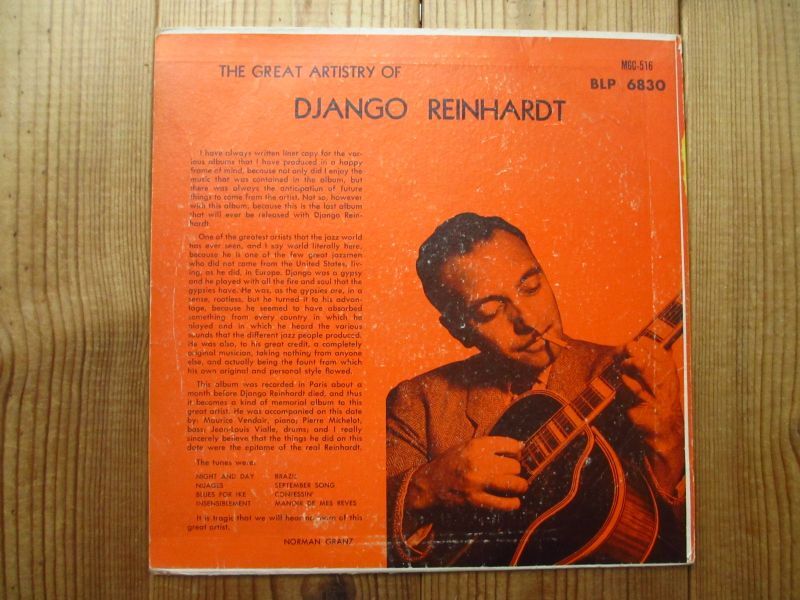 THE GREAT ARTISTRY OF
DJANGO REINHARDT
MGC-516
BLP 6830
I have always written liner copy for the var-
ious albums that I have produced in a happy
frame of mind, because not only did I enjoy the
music that was contained in the album, but
there was always the anticipation of future
things to come from the artist. Not so, however
with this album, because this is the last album
that will ever be released with Django Rein-
hardt.
One of the greatest artists that the jazz world
has ever seen, and I say world literally here,
because he is one of the few great jazzmen
who did not come from the United States, liv-
ing, as he did, in Europe. Django was a gypsy
and he played with all the fire and soul that the
gypsies have. He was, as the gypsies are, in a
sense, rootless, but he turned it to his advan-
tage, because he seemed to have absorbed
something from every country in which he
played and in which he heard the various
sounds that the different jazz people produced.
He was also, to his great credit, a completely
original musician, taking nothing from anyone
else, and actually being the fount from which
his own original and personal style flowed.
This album was recorded in Paris about a
month before Django Reinhardt died, and thus
it becomes a kind of memorial album to this
great artist. He was accompanied on this date
by: Maurice Vendair, piano; Pierre Michelot,
bass; Jean-Louis Vialle, drums; and I really
sincerely believe that the things he did on this
date were the epitome of the real Reinhardt.
The tunes were:
NIGHT AND DAY BRAZIL
NUAGES SEPTEMBER SONG
BLUES FOR IKE CONFESSIN'
INSENSIBLEMENT MANOIR DE MES REVES
It is tragic that we will hear no more of this
great artist.
NORMAN GRANZ